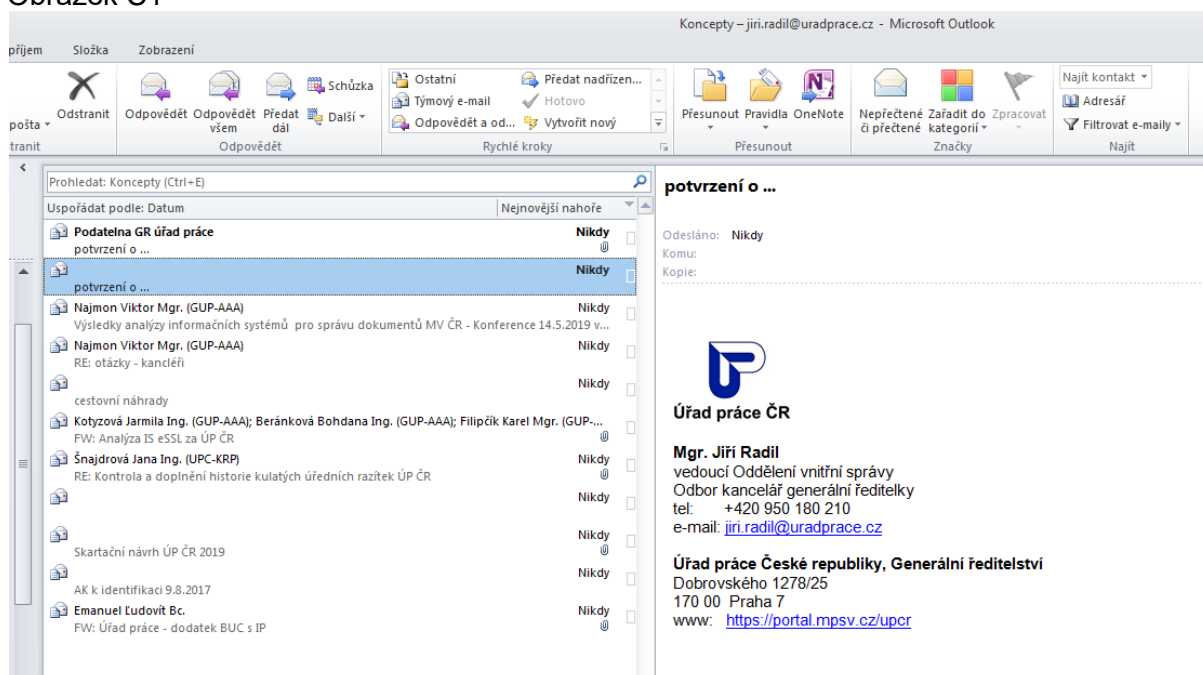 Koncepty – jiri.radil@uradprace.cz - Microsoft Outlook
příjem Složka Zobrazení
pošta
Odstranit
Odpovědět Odpovědět všem Předat dál
Schůzka
Další
Odpovědět
Ostatní
Týmový e-mail
Odpovědět a od...
Předat nadřízen...
Hotovo
Vytvořit nový
Rychlé kroky
Přesunout Pravidla OneNote
Přesunout
Nepřečtené či přečtené Zařadit do kategorií Zpracovat
Značky
Najít kontakt
Adresář
Filtrovat e-maily
Najít
Prohledat: Koncepty (Ctrl+E)
Uspořádat podle: Datum Nejnovější nahoře
Podatelna GR úřad práce Nikdy
potvrzení o ...
Nikdy
potvrzení o ...
Najmon Viktor Mgr. (GUP-AAA) Nikdy
Výsledky analýzy informačních systémů pro správu dokumentů MV ČR - Konference 14.5.2019 v...
Najmon Viktor Mgr. (GUP-AAA) Nikdy
RE: otázky - kancléři
Nikdy
cestovní náhrady
Kotyzová Jarmila Ing. (GUP-AAA); Beránková Bohdana Ing. (GUP-AAA); Filipčík Karel Mgr. (GUP-...
FW: Analýza IS eSSL za ÚP ČR
Šnajdrová Jana Ing. (UPC-KRP) Nikdy
RE: Kontrola a doplnění historie kulatých úředních razítek ÚP ČR
Nikdy
Nikdy
Skartační návrh ÚP ČR 2019
Nikdy
AK k identifikaci 9.8.2017
Emanuel Ľudovít Bc. Nikdy
FW: Úřad práce - dodatek BUC s IP
potvrzení o ...
Odesláno: Nikdy
Komu:
Kopie:
Úřad práce ČR
Mgr. Jiří Radil
vedoucí Oddělení vnitřní správy
Odbor kancelář generální ředitelky
tel: +420 950 180 210
e-mail: jiri.radil@uradprace.cz
Úřad práce České republiky, Generální ředitelství
Dobrovského 1278/25
170 00 Praha 7
www: https://portal.mpsv.cz/upcr